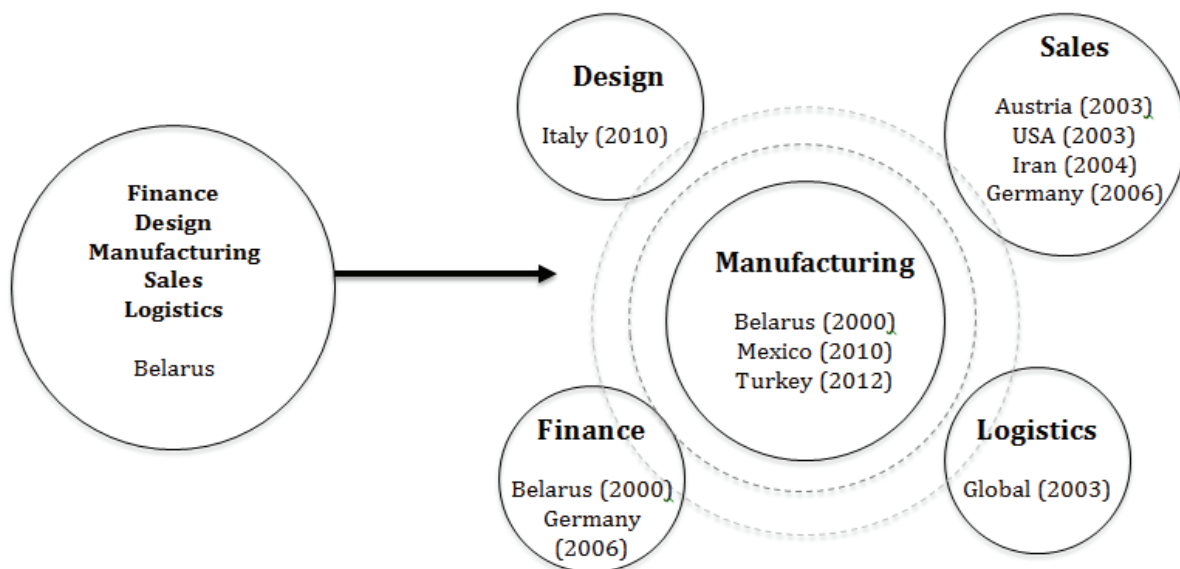 Finance
Design
Manufacturing
Sales
Logistics
Belarus
Design
Italy (2010)
Sales
Austria (2003)
USA (2003)
Iran (2004)
Germany (2006)
Manufacturing
Belarus (2000)
Mexico (2010)
Turkey (2012)
Finance
Belarus (2000)
Germany
(2006)
Logistics
Global (2003)